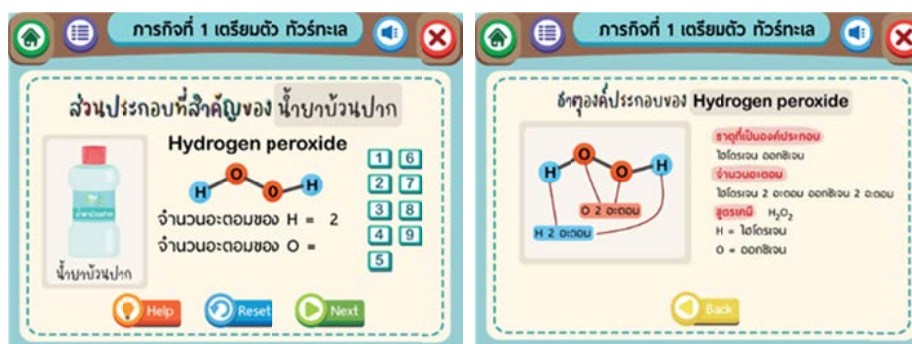 ภารกิจที่ 1 เตรียมตัว ทัวร์ทะเล
ส่วนประกอบที่สำคัญของ น้ำยาบ้วนปาก
Hydrogen peroxide
H O O H
จำนวนอะตอมของ H = 2
จำนวนอะตอมของ O =
1 6
2 7
3 8
4 9
5
น้ำยาบ้วนปาก
น้ำยาบ้วนปาก
Help Reset Next
ภารกิจที่ 1 เตรียมตัว ทัวร์ทะเล
ธาตุองค์ประกอบของ Hydrogen peroxide
H O O H
O 2 อะตอม
H 2 อะตอม
ธาตุที่เป็นองค์ประกอบ
ไฮโดรเจน ออกซิเจน
จำนวนอะตอม
ไฮโดรเจน 2 อะตอม ออกซิเจน 2 อะตอม
สูตรเคมี H₂O₂
H = ไฮโดรเจน
O = ออกซิเจน
Back